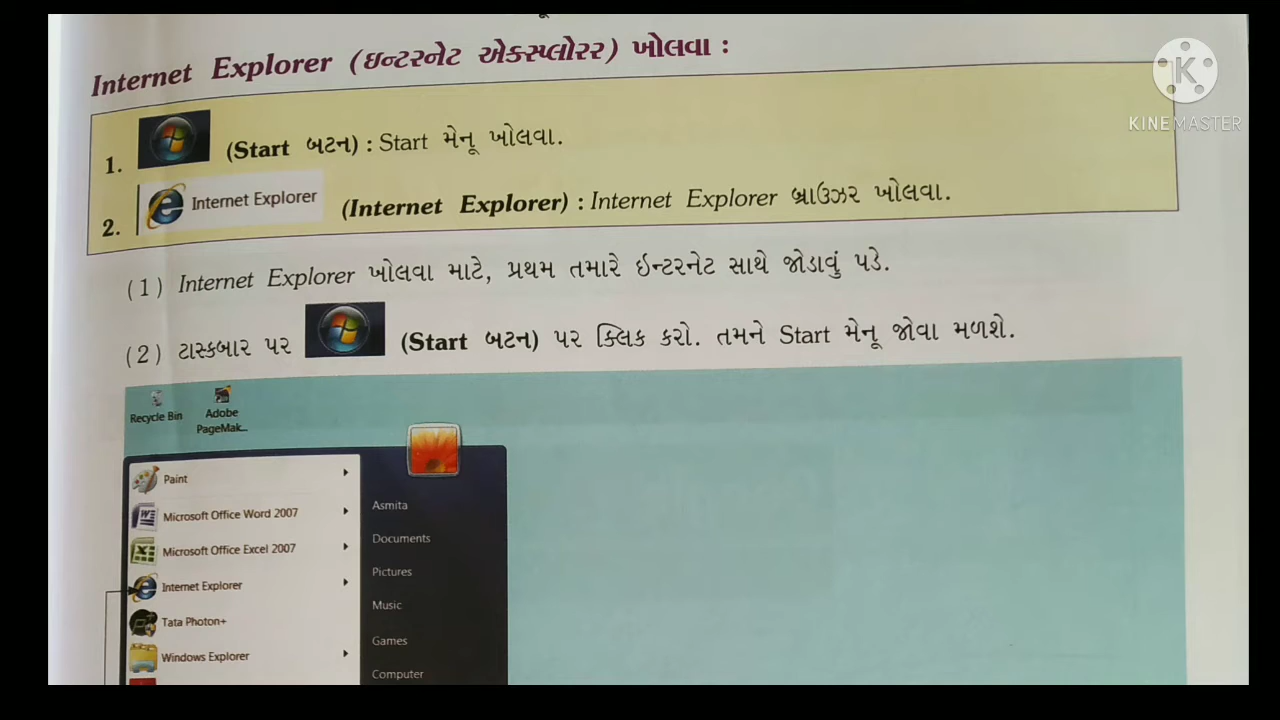 Internet Explorer (ઇન્ટરનેટ એક્સ્પ્લોરર) ખોલવા :
KINEMASTER
1. (Start બટન) : Start મેનૂ ખોલવા.
2. Internet Explorer (Internet Explorer) : Internet Explorer બ્રાઉઝર ખોલવા.
(1) Internet Explorer ખોલવા માટે, પ્રથમ તમારે ઇન્ટરનેટ સાથે જોડાવું પડે.
(2) ટાસ્કબાર પર (Start બટન) પર ક્લિક કરો. તમને Start મેનૂ જોવા મળશે.
Recycle Bin
Adobe
PageMak...
Paint
Microsoft Office Word 2007
Microsoft Office Excel 2007
Internet Explorer
Tata Photon+
Windows Explorer
Asmita
Documents
Pictures
Music
Games
Computer